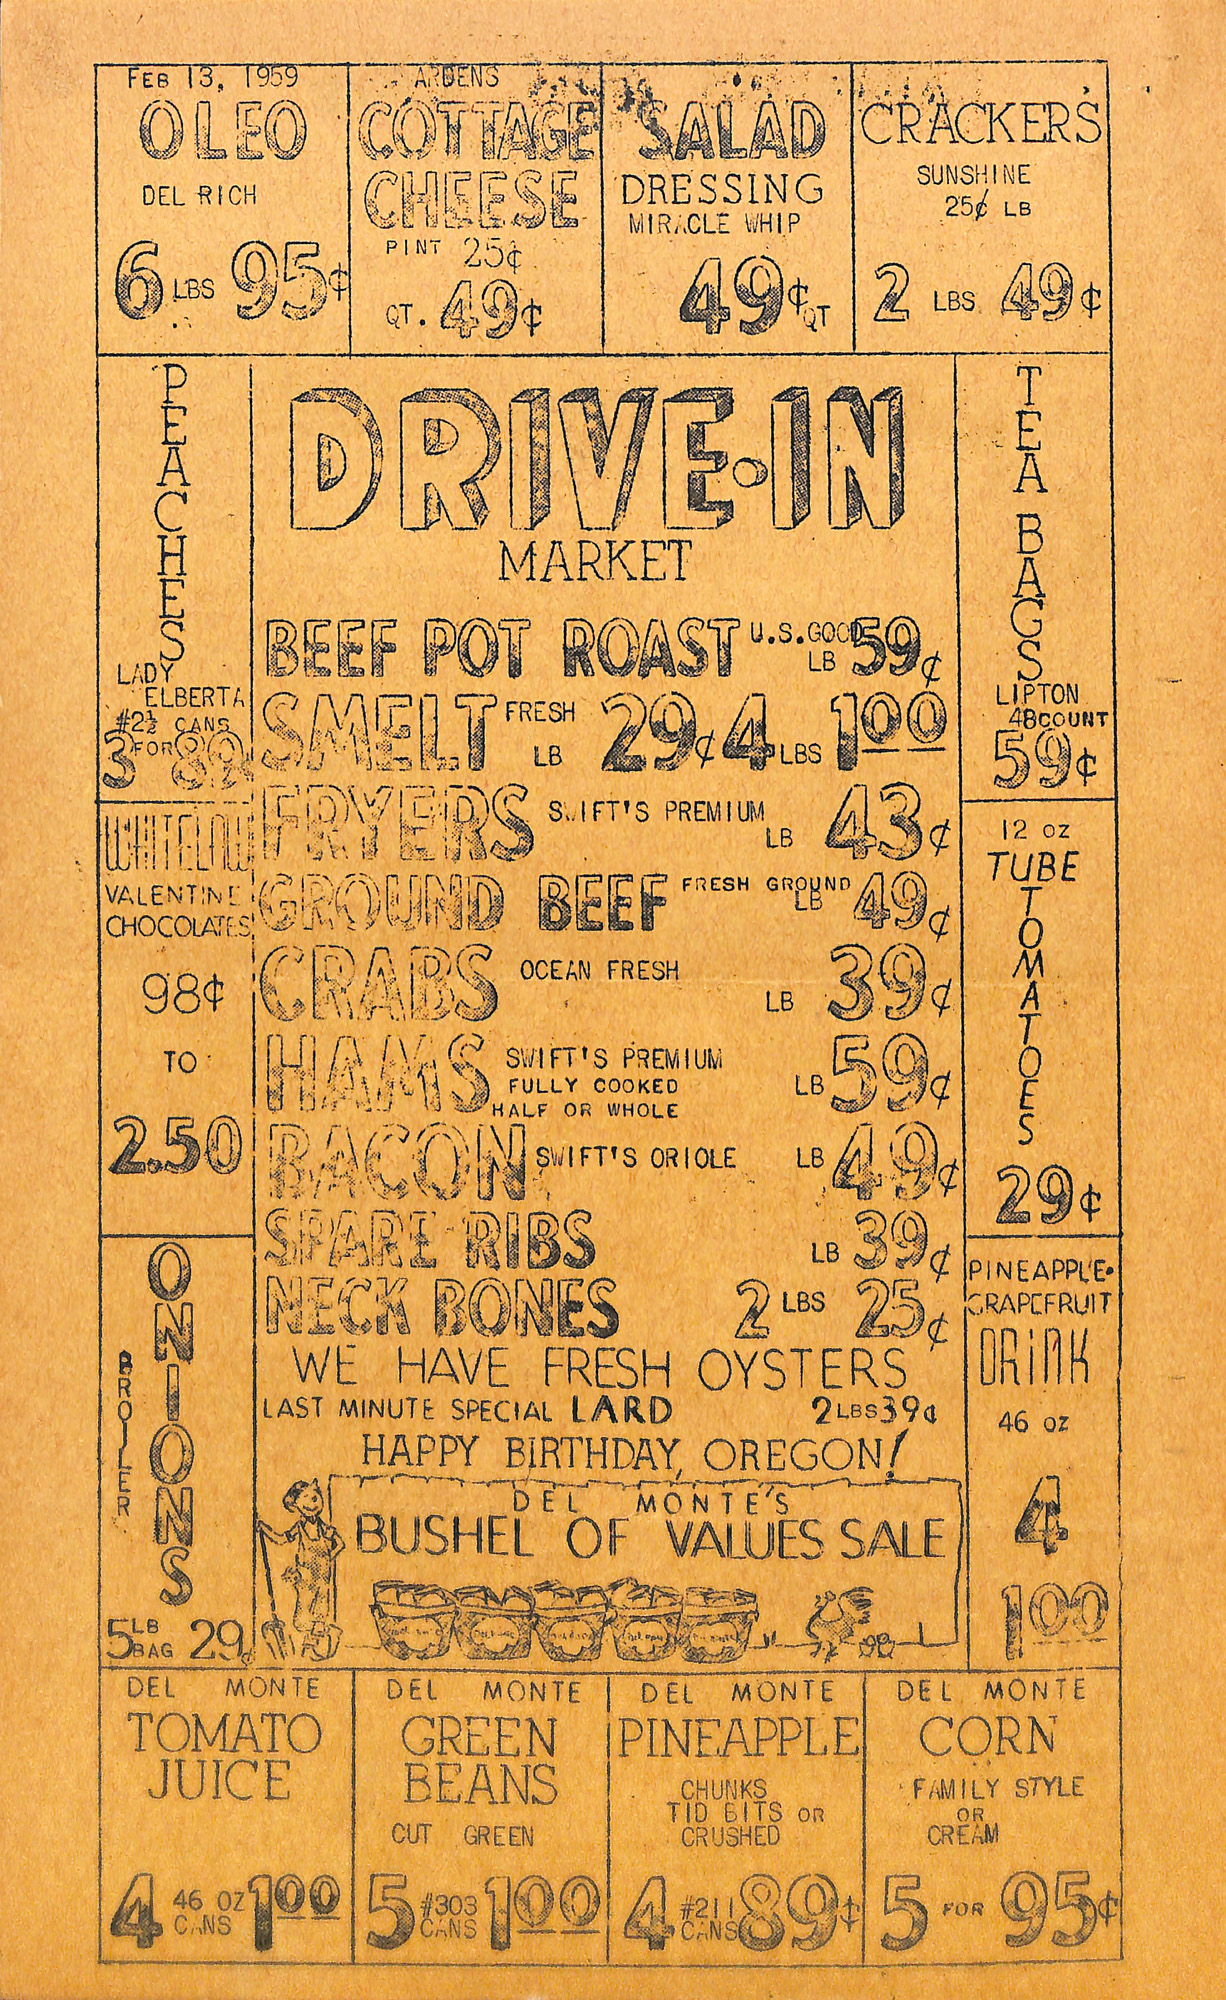 FEB 13, 1959
OLEO
DEL RICH
6 LBS 95¢
ARDENS
COTTAGE
CHEESE
PINT 25¢
QT. 49¢
SALAD
DRESSING
MIRACLE WHIP
49¢ QT
CRACKERS
SUNSHINE
25¢ LB
2 LBS 49¢
PEACHES
LADY
ELBERTA
#2½ CANS
3 FOR 89
WHITELOW
VALENTINE
CHOCOLATES
98¢
TO
2.50
ONIONS
BROILER
5 LB BAG 29¢
DRIVE-IN
MARKET
BEEF POT ROAST U.S. GOOD LB 59¢
SMELT FRESH LB 29¢ 4 LBS 1.00
FRYERS SWIFT'S PREMIUM LB 43¢
GROUND BEEF FRESH GROUND LB 49¢
CRABS OCEAN FRESH LB 39¢
HAMS SWIFT'S PREMIUM
FULLY COOKED
HALF OR WHOLE
LB 59¢
BACON SWIFT'S ORIOLE LB 49¢
SPARE RIBS LB 39¢
NECK BONES 2 LBS 25¢
WE HAVE FRESH OYSTERS
LAST MINUTE SPECIAL LARD 2 LBS 39¢
HAPPY BIRTHDAY, OREGON!
DEL MONTE'S
BUSHEL OF VALUES SALE
TEA BAGS
LIPTON
48 COUNT
59¢
12 OZ
TUBE
TOMATOES
29¢
PINEAPPLE-
GRAPEFRUIT
DRINK
46 OZ
4
1.00
DEL MONTE
TOMATO
JUICE
4 46 OZ CANS 1.00
DEL MONTE
GREEN
BEANS
CUT GREEN
5 #303 CANS 1.00
DEL MONTE
PINEAPPLE
CHUNKS
TID BITS OR
CRUSHED
4 #211 CANS 89¢
DEL MONTE
CORN
FAMILY STYLE
OR
CREAM
5 FOR 95¢